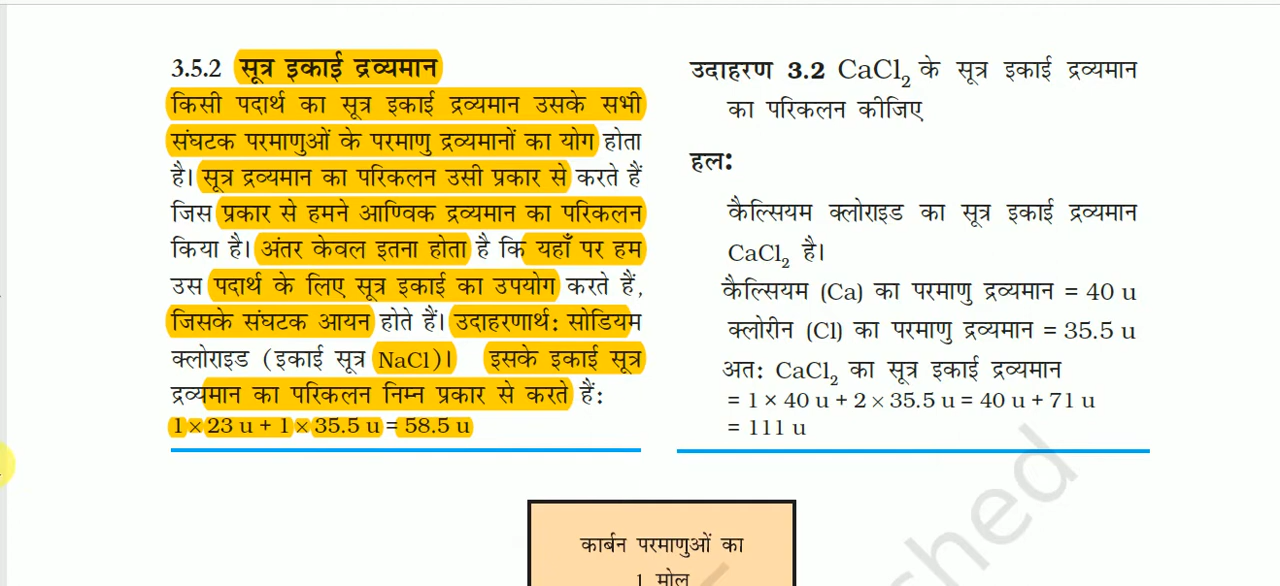 3.5.2 सूत्र इकाई द्रव्यमान
किसी पदार्थ का सूत्र इकाई द्रव्यमान उसके सभी
संघटक परमाणुओं के परमाणु द्रव्यमानों का योग होता
है। सूत्र द्रव्यमान का परिकलन उसी प्रकार से करते हैं
जिस प्रकार से हमने आण्विक द्रव्यमान का परिकलन
किया है। अंतर केवल इतना होता है कि यहाँ पर हम
उस पदार्थ के लिए सूत्र इकाई का उपयोग करते हैं,
जिसके संघटक आयन होते हैं। उदाहरणार्थ: सोडियम
क्लोराइड (इकाई सूत्र NaCl)। इसके इकाई सूत्र
द्रव्यमान का परिकलन निम्न प्रकार से करते हैं:
1 × 23 u + 1 × 35.5 u = 58.5 u
उदाहरण 3.2 CaCl₂ के सूत्र इकाई द्रव्यमान
का परिकलन कीजिए
हल:
कैल्सियम क्लोराइड का सूत्र इकाई द्रव्यमान
CaCl₂ है।
कैल्सियम (Ca) का परमाणु द्रव्यमान = 40 u
क्लोरीन (Cl) का परमाणु द्रव्यमान = 35.5 u
अत: CaCl₂ का सूत्र इकाई द्रव्यमान
= 1 × 40 u + 2 × 35.5 u = 40 u + 71 u
= 111 u
कार्बन परमाणुओं का
1 मोल